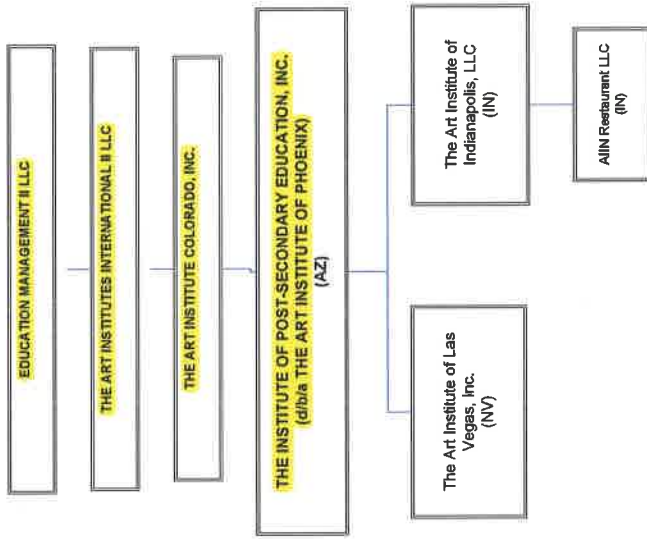 EDUCATION MANAGEMENT II LLC
THE ART INSTITUTES INTERNATIONAL II LLC
THE ART INSTITUTE COLORADO, INC.
THE INSTITUTE OF POST-SECONDARY EDUCATION, INC.
(d/b/a THE ART INSTITUTE OF PHOENIX)
(AZ)
The Art Institute of Las
Vegas, Inc.
(NV)
The Art Institute of
Indianapolis, LLC
(IN)
AIIN Restaurant LLC
(IN)